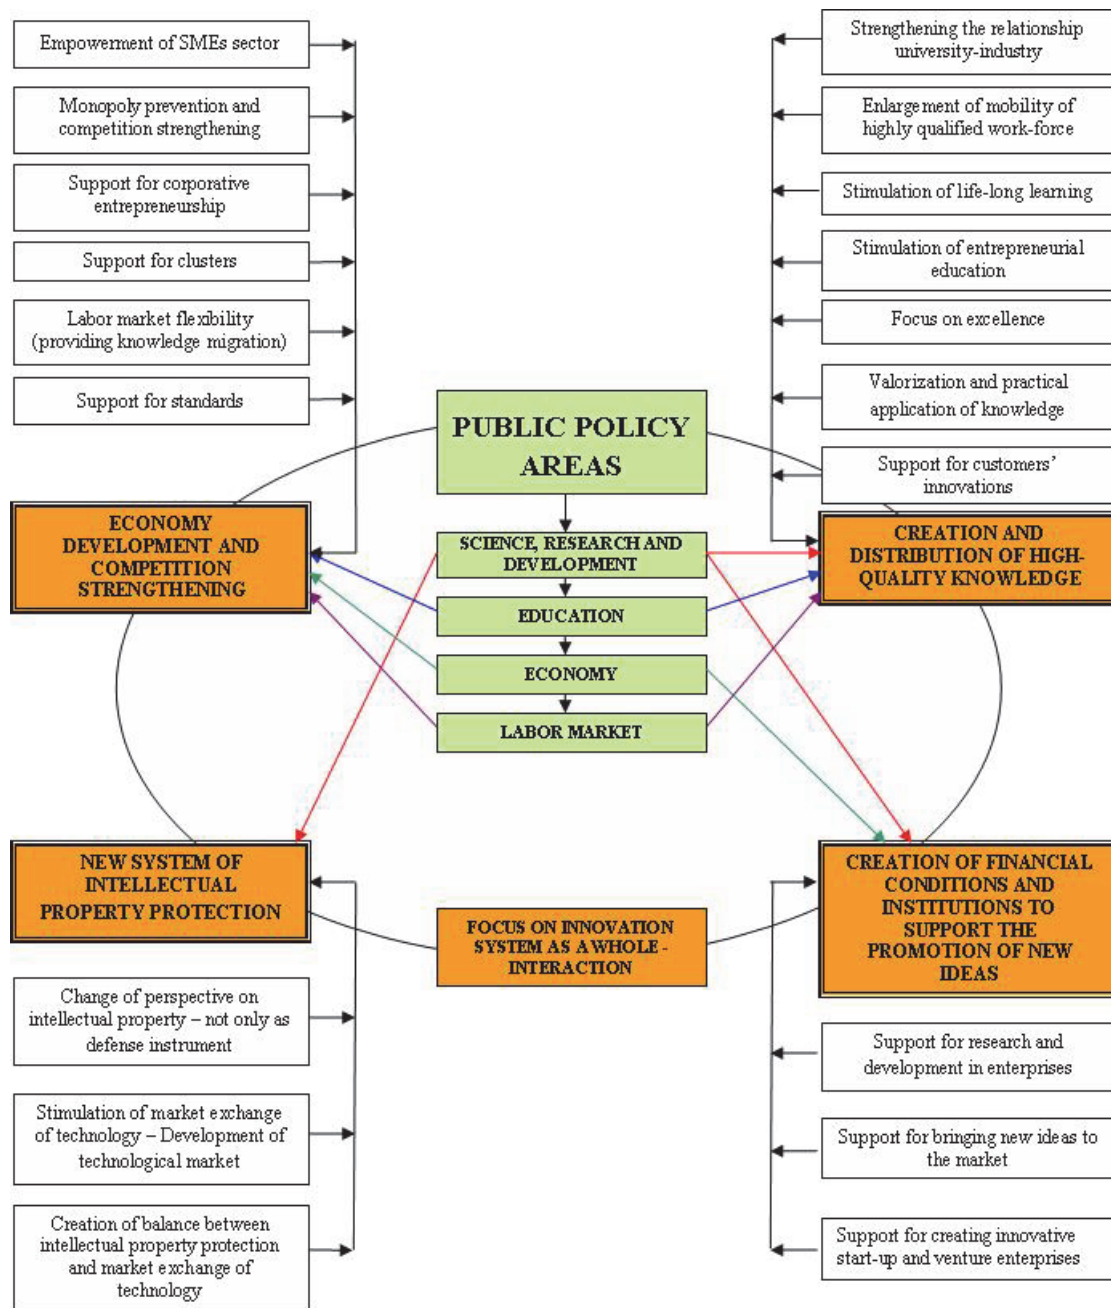 Empowerment of SMEs sector
Monopoly prevention and
competition strengthening
Support for corporative
entrepreneurship
Support for clusters
Labor market flexibility
(providing knowledge migration)
Support for standards
Strengthening the relationship
university-industry
Enlargement of mobility of
highly qualified work-force
Stimulation of life-long learning
Stimulation of entrepreneurial
education
Focus on excellence
Valorization and practical
application of knowledge
Support for customers’
innovations
PUBLIC POLICY
AREAS
SCIENCE, RESEARCH AND
DEVELOPMENT
EDUCATION
ECONOMY
LABOR MARKET
ECONOMY
DEVELOPMENT AND
COMPETITION
STRENGTHENING
CREATION AND
DISTRIBUTION OF HIGH-
QUALITY KNOWLEDGE
NEW SYSTEM OF
INTELLECTUAL
PROPERTY PROTECTION
FOCUS ON INNOVATION
SYSTEM AS A WHOLE -
INTERACTION
CREATION OF FINANCIAL
CONDITIONS AND
INSTITUTIONS TO
SUPPORT THE
PROMOTION OF NEW
IDEAS
Change of perspective on
intellectual property – not only as
defense instrument
Stimulation of market exchange
of technology – Development of
technological market
Creation of balance between
intellectual property protection
and market exchange of
technology
Support for research and
development in enterprises
Support for bringing new ideas to
the market
Support for creating innovative
start-up and venture enterprises